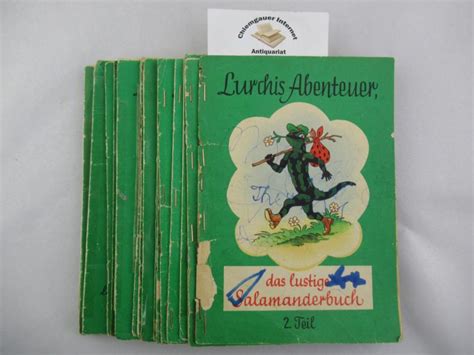 Chiemgauer Internet
Antiquariat
Lurchis Abenteuer,
das lustige
Salamanderbuch
2. Teil